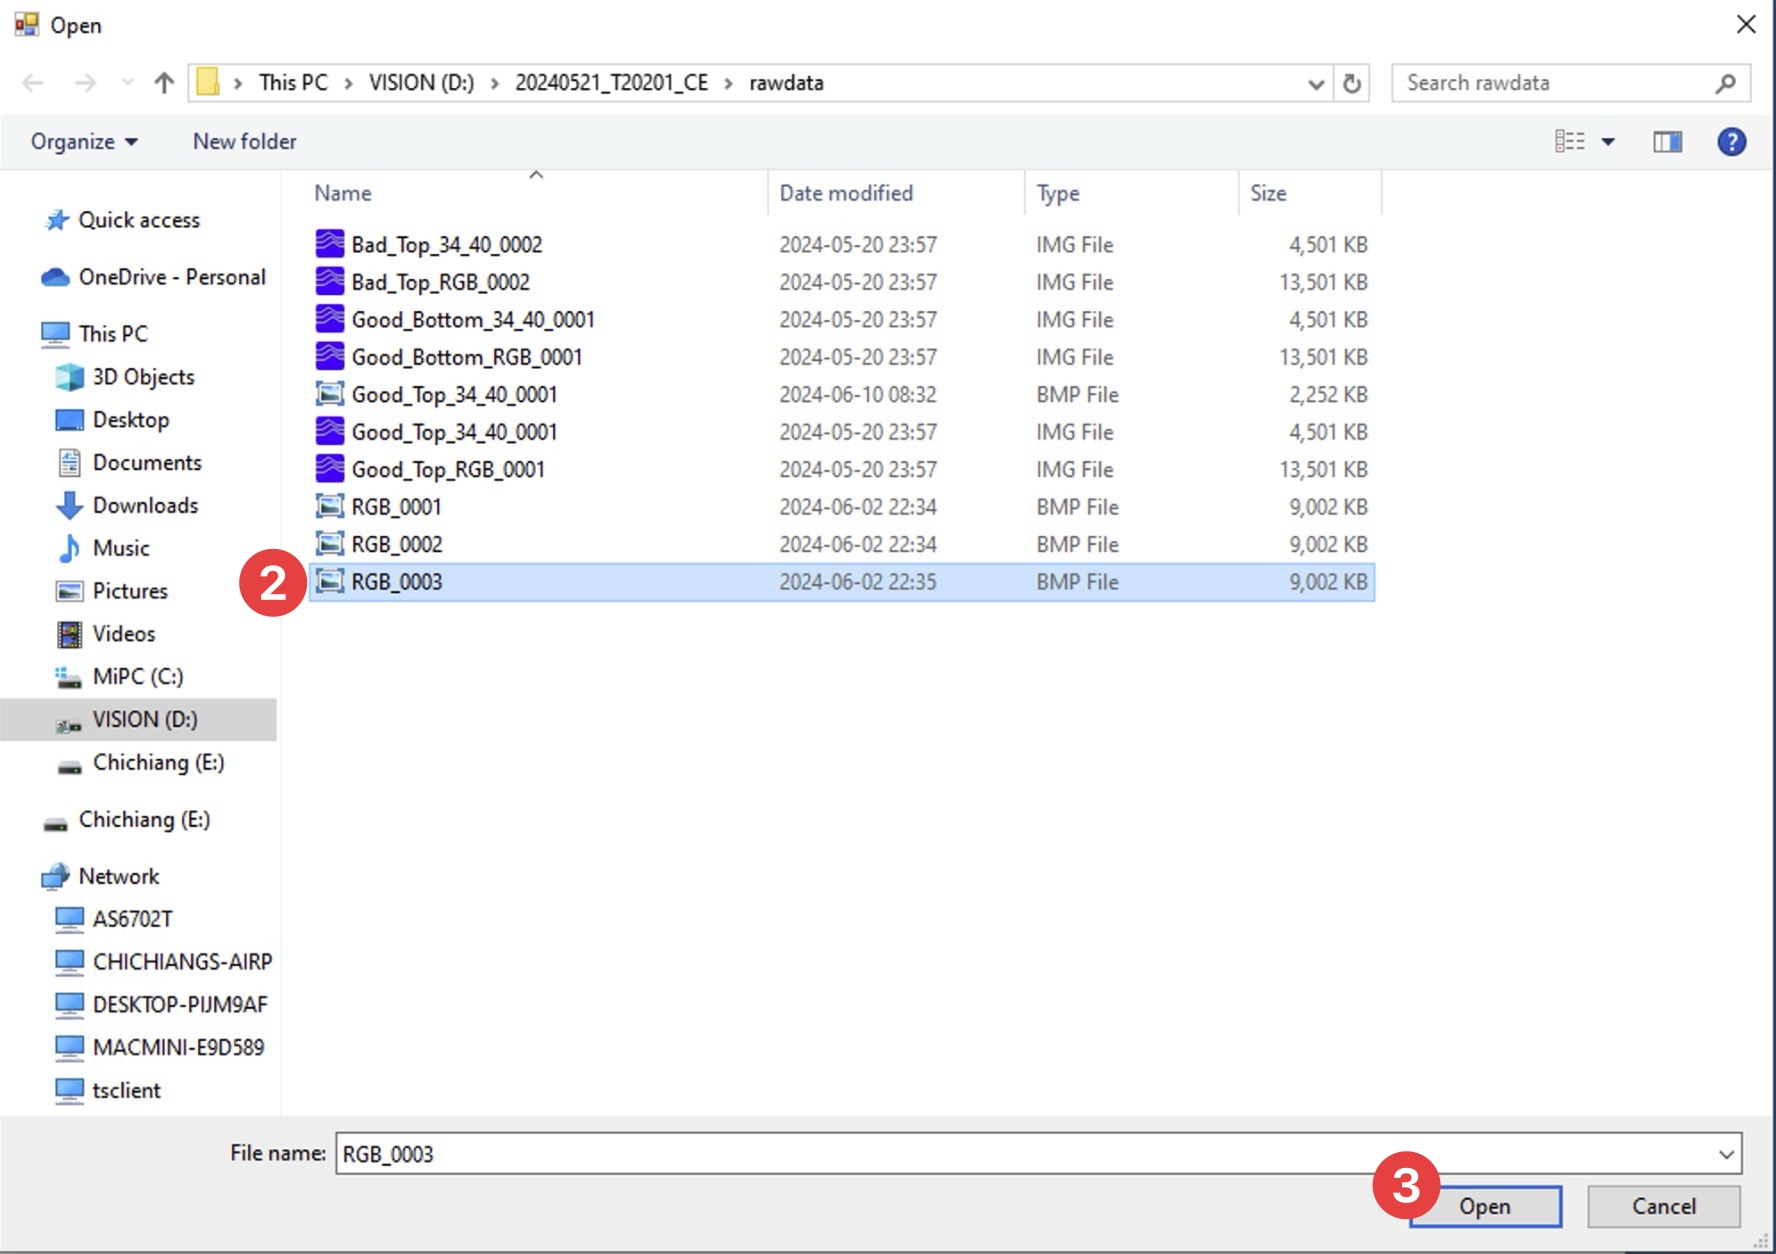 Open
This PC > VISION (D:) > 20240521_T20201_CE > rawdata
Search rawdata
Organize
New folder
?
Name Date modified Type Size
Quick access
OneDrive - Personal
This PC
3D Objects
Desktop
Documents
Downloads
Music
Pictures
Videos
MiPC (C:)
VISION (D:)
Chichiang (E:)
Chichiang (E:)
Network
AS6702T
CHICHIANGS-AIRP
DESKTOP-PIJM9AF
MACMINI-E9D589
tsclient
Bad_Top_34_40_0002 2024-05-20 23:57 IMG File 4,501 KB
Bad_Top_RGB_0002 2024-05-20 23:57 IMG File 13,501 KB
Good_Bottom_34_40_0001 2024-05-20 23:57 IMG File 4,501 KB
Good_Bottom_RGB_0001 2024-05-20 23:57 IMG File 13,501 KB
Good_Top_34_40_0001 2024-06-10 08:32 BMP File 2,252 KB
Good_Top_34_40_0001 2024-05-20 23:57 IMG File 4,501 KB
Good_Top_RGB_0001 2024-05-20 23:57 IMG File 13,501 KB
RGB_0001 2024-06-02 22:34 BMP File 9,002 KB
RGB_0002 2024-06-02 22:34 BMP File 9,002 KB
2 RGB_0003 2024-06-02 22:35 BMP File 9,002 KB
File name: RGB_0003
3 Open Cancel